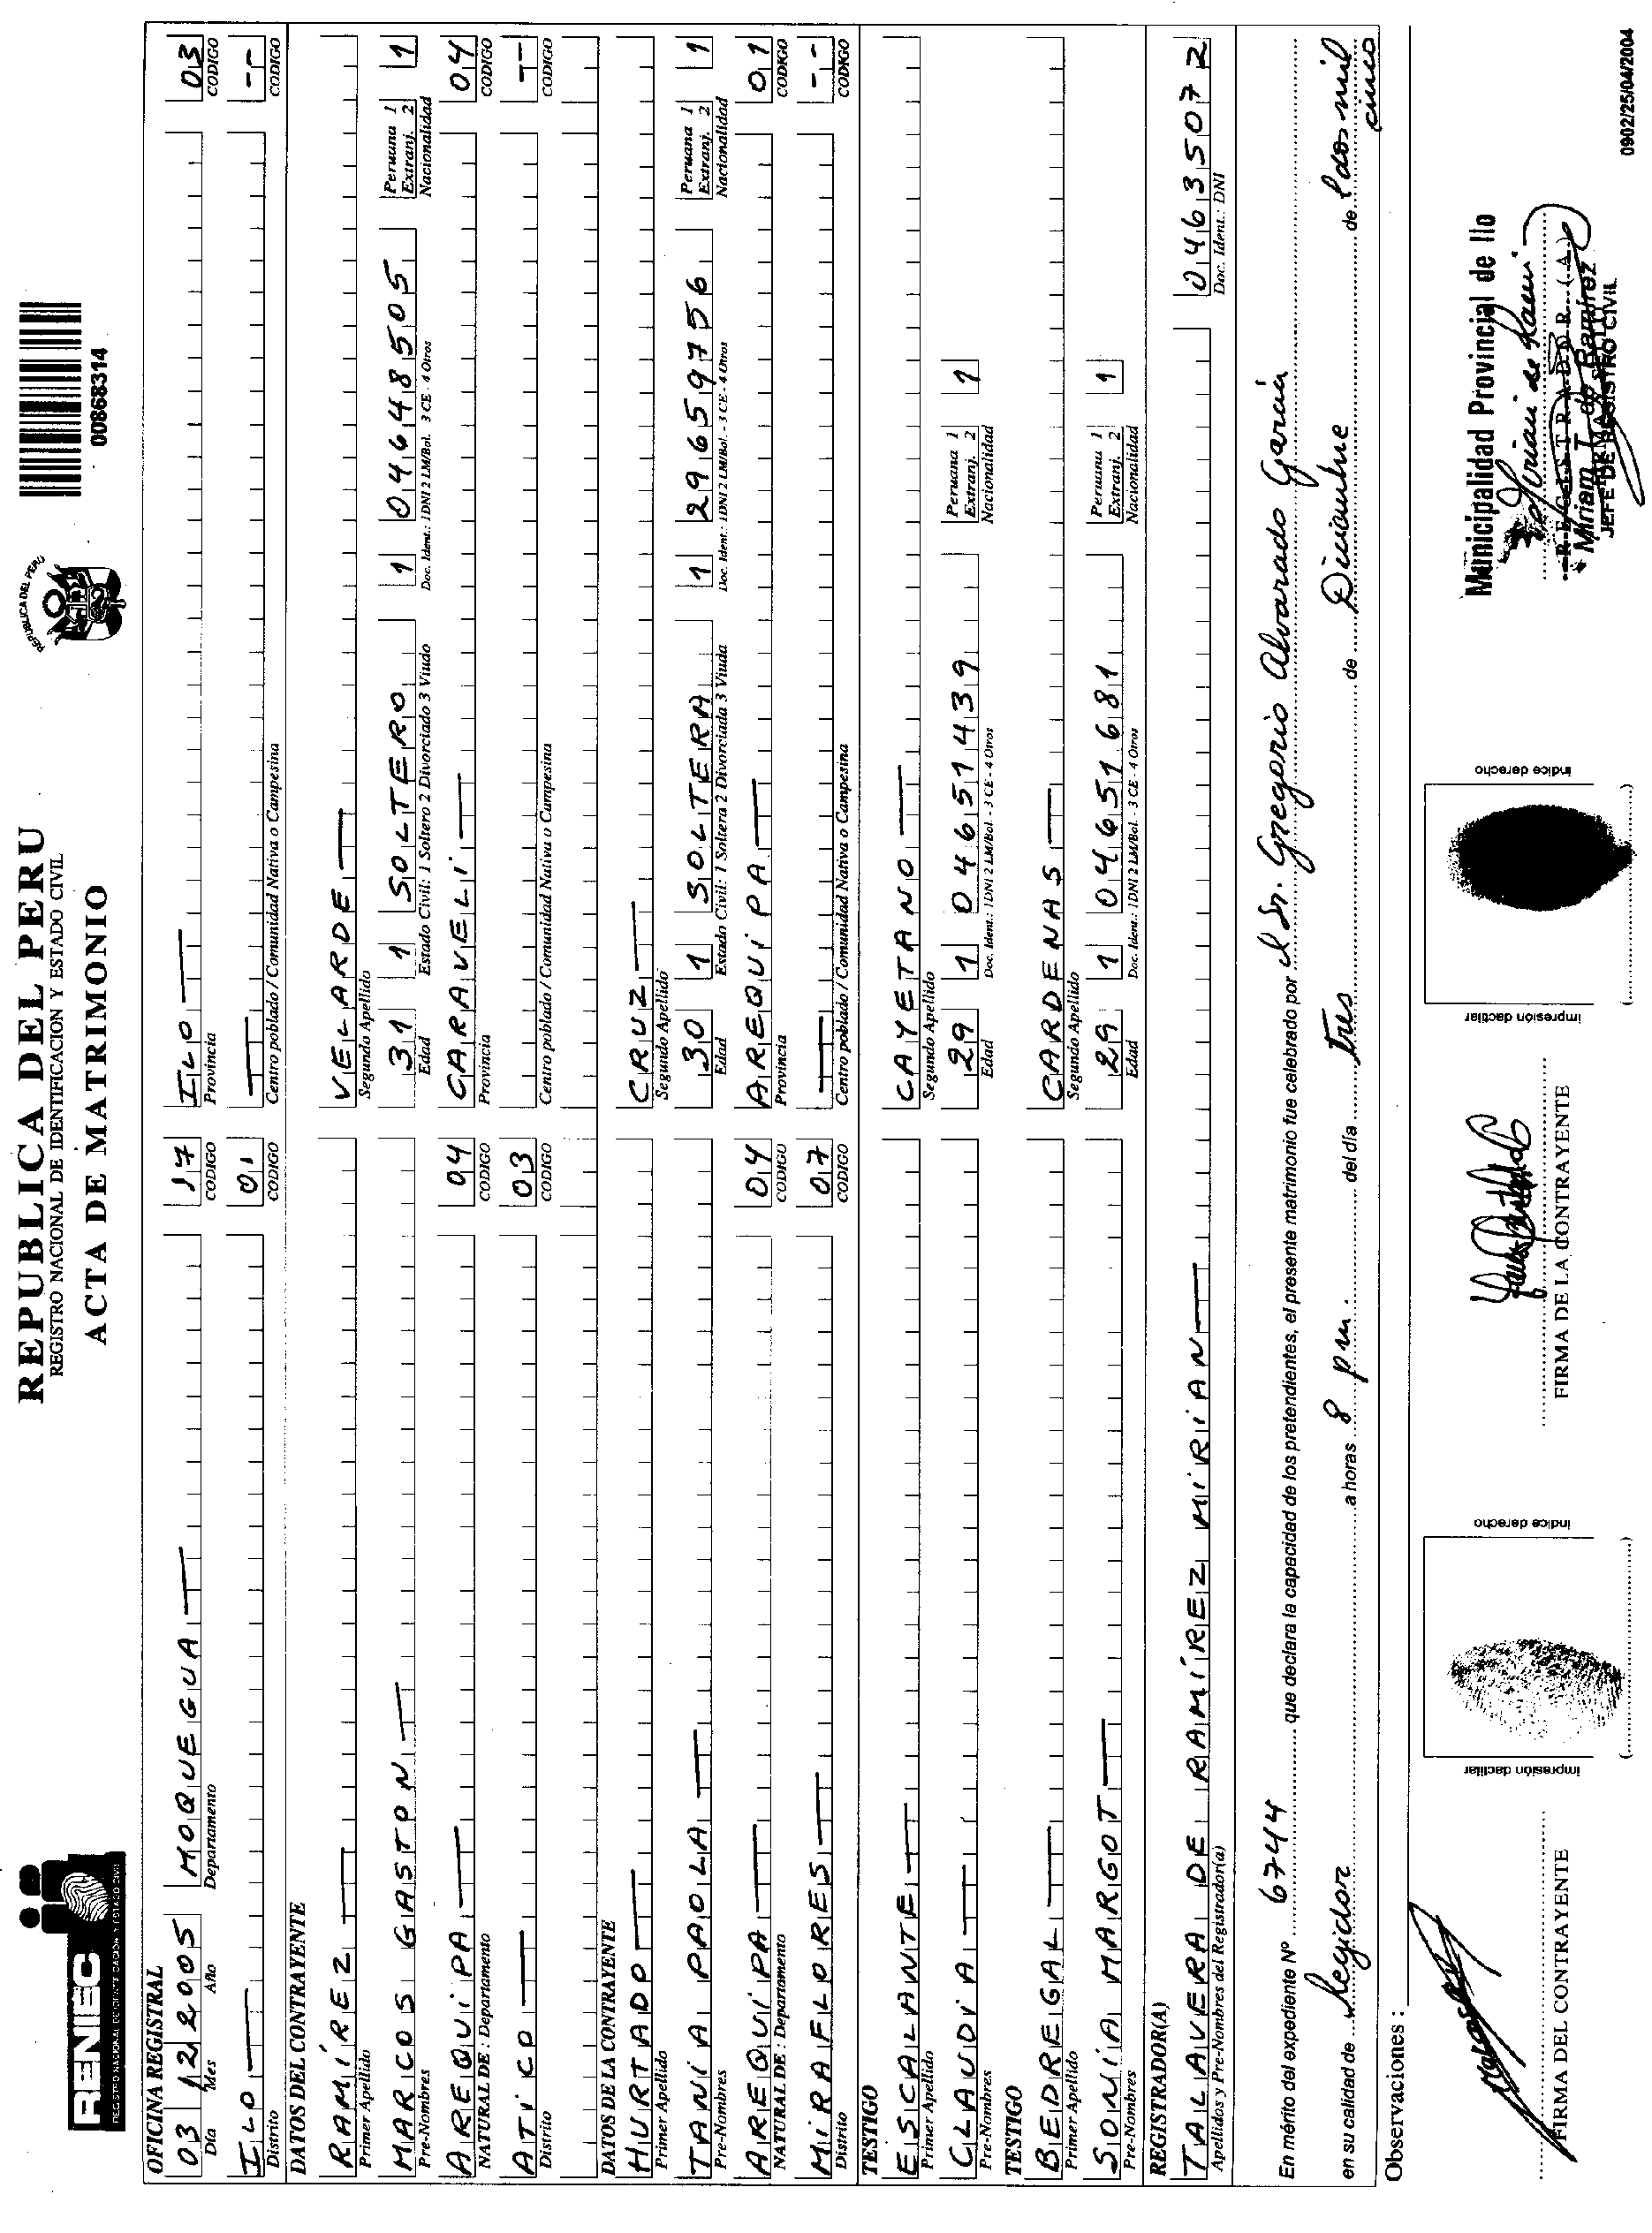 RENIEC
REGISTRO NACIONAL DE IDENTIFICACION Y ESTADO CIVIL
REPUBLICA DEL PERU
REGISTRO NACIONAL DE IDENTIFICACION Y ESTADO CIVIL
ACTA DE MATRIMONIO
REPUBLICA DEL PERU
00868314
OFICINA REGISTRAL
03 12 2005 MOQUEGUA 17 ILO 03
Día Mes Año Departamento CODIGO Provincia CODIGO
ILO 01 --
Distrito CODIGO Centro poblado / Comunidad Nativa o Campesina CODIGO
DATOS DEL CONTRAYENTE
RAMÍREZ VELARDE
Primer Apellido Segundo Apellido
MARCOS GASTON 31 1 SOLTERO 1 04648505 Peruana 1 Extranj. 2 1
Pre-Nombres Edad Estado Civil: 1 Soltero 2 Divorciado 3 Viudo Doc. Ident.: 1DNI 2 LM/Bol. 3 CE 4 Otros Nacionalidad
AREQUIPA 04 CARAVELI 04
NATURAL DE : Departamento CODIGO Provincia CODIGO
ATICO 03 --
Distrito CODIGO Centro poblado / Comunidad Nativa o Campesina CODIGO
DATOS DE LA CONTRAYENTE
HURTADO CRUZ
Primer Apellido Segundo Apellido
TANIA PAOLA 30 1 SOLTERA 1 29659756 Peruana 1 Extranj. 2 1
Pre-Nombres Edad Estado Civil: 1 Soltera 2 Divorciada 3 Viuda Doc. Ident.: 1DNI 2 LM/Bol. - 3 CE - 4 Otros Nacionalidad
AREQUIPA 04 AREQUIPA 01
NATURAL DE : Departamento CODIGO Provincia CODIGO
MIRAFLORES 07 --
Distrito CODIGO Centro poblado / Comunidad Nativa o Campesina CODIGO
TESTIGO
ESCALANTE CAYETANO
Primer Apellido Segundo Apellido
CLAUDIA 29 1 04651439 Peruana 1 Extranj. 2 1
Pre-Nombres Edad Doc. Ident.: 1DNI 2 LM/Bol. - 3 CE - 4 Otros Nacionalidad
TESTIGO
BEDREGAL CARDENAS
Primer Apellido Segundo Apellido
SONIA MARGOT 29 1 04651681 Peruana 1 Extranj. 2 1
Pre-Nombres Edad Doc. Ident.: 1DNI 2 LM/Bol. - 3 CE - 4 Otros Nacionalidad
REGISTRADOR(A)
TALAVERA DE RAMÍREZ MIRIAN 04635072
Apellidos y Pre-Nombres del Registrador(a) Doc. Ident.: DNI
En mérito del expediente Nº 6744 que declara la capacidad de los pretendientes, el presente matrimonio fue celebrado por el Sr. Gregorio Alvarado García
en su calidad de Regidor a horas 8 pm. del día Tres de Diciembre de dos mil cinco
Observaciones :
FIRMA DEL CONTRAYENTE
impresión dactilar
índice derecho
FIRMA DE LA CONTRAYENTE
impresión dactilar
índice derecho
Municipalidad Provincial de Ilo
REGISTRADOR (A)
Miriam T. de Ramírez
JEFE DE REGISTRO CIVIL
0902/25/04/2004